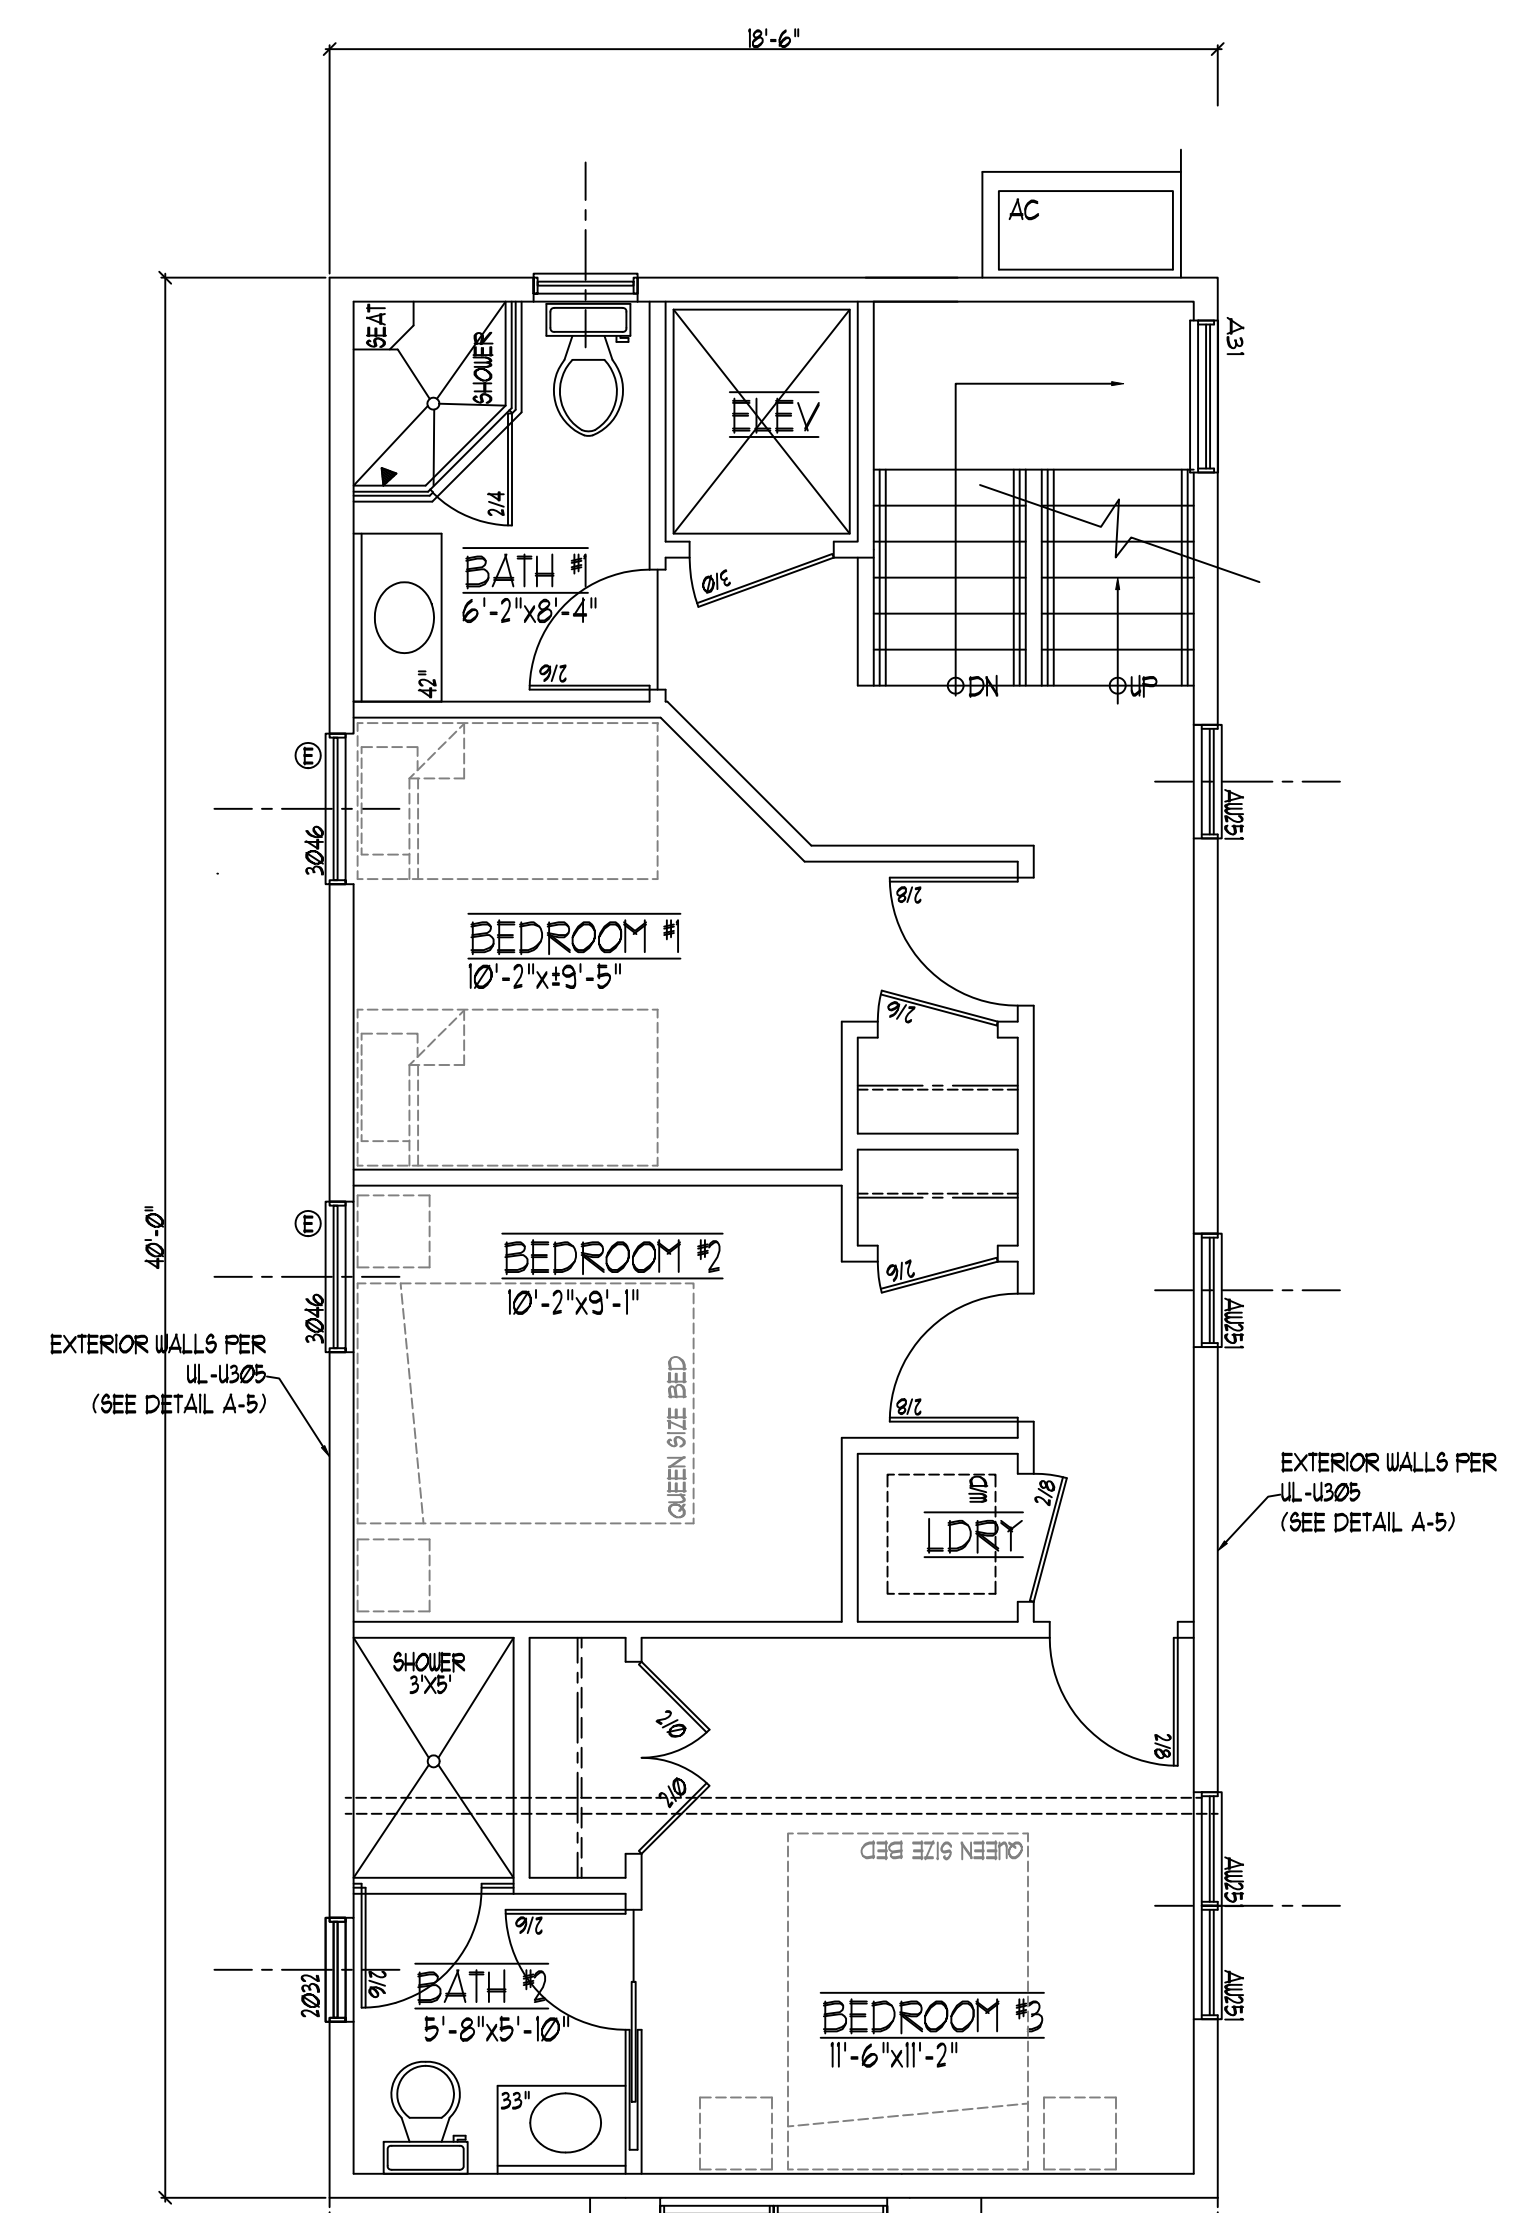 18'-6"
AC
SEAT
SHOWER
A31
ELEV
2/4
BATH #1
6'-2"x8'-4"
3/0
2/6
42"
DN
UP
E
3046
AW251
2/8
BEDROOM #1
10'-2"x±9'-5"
2/6
40'-0"
E
3046
BEDROOM #2
10'-2"x9'-1"
2/6
AW251
EXTERIOR WALLS PER
UL-U305
(SEE DETAIL A-5)
QUEEN SIZE BED
2/8
W/D
2/8
LDRY
EXTERIOR WALLS PER
UL-U305
(SEE DETAIL A-5)
SHOWER
3'X5'
2/0
2/0
2/8
QUEEN SIZE BED
AW251
2/6
2/6
2032
BATH #2
5'-8"x5'-10"
AW251
BEDROOM #3
11'-6"x11'-2"
33"